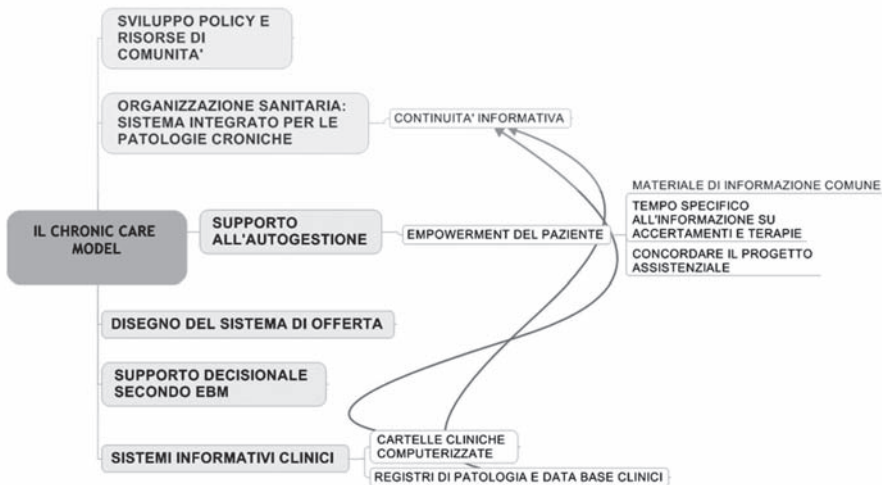 SVILUPPO POLICY E
RISORSE DI
COMUNITA'
ORGANIZZAZIONE SANITARIA:
SISTEMA INTEGRATO PER LE
PATOLOGIE CRONICHE
CONTINUITA' INFORMATIVA
IL CHRONIC CARE
MODEL
SUPPORTO
ALL'AUTOGESTIONE
EMPOWERMENT DEL PAZIENTE
MATERIALE DI INFORMAZIONE COMUNE
TEMPO SPECIFICO
ALL'INFORMAZIONE SU
ACCERTAMENTI E TERAPIE
CONCORDARE IL PROGETTO
ASSISTENZIALE
DISEGNO DEL SISTEMA DI OFFERTA
SUPPORTO DECISIONALE
SECONDO EBM
SISTEMI INFORMATIVI CLINICI
CARTELLE CLINICHE
COMPUTERIZZATE
REGISTRI DI PATOLOGIA E DATA BASE CLINICI